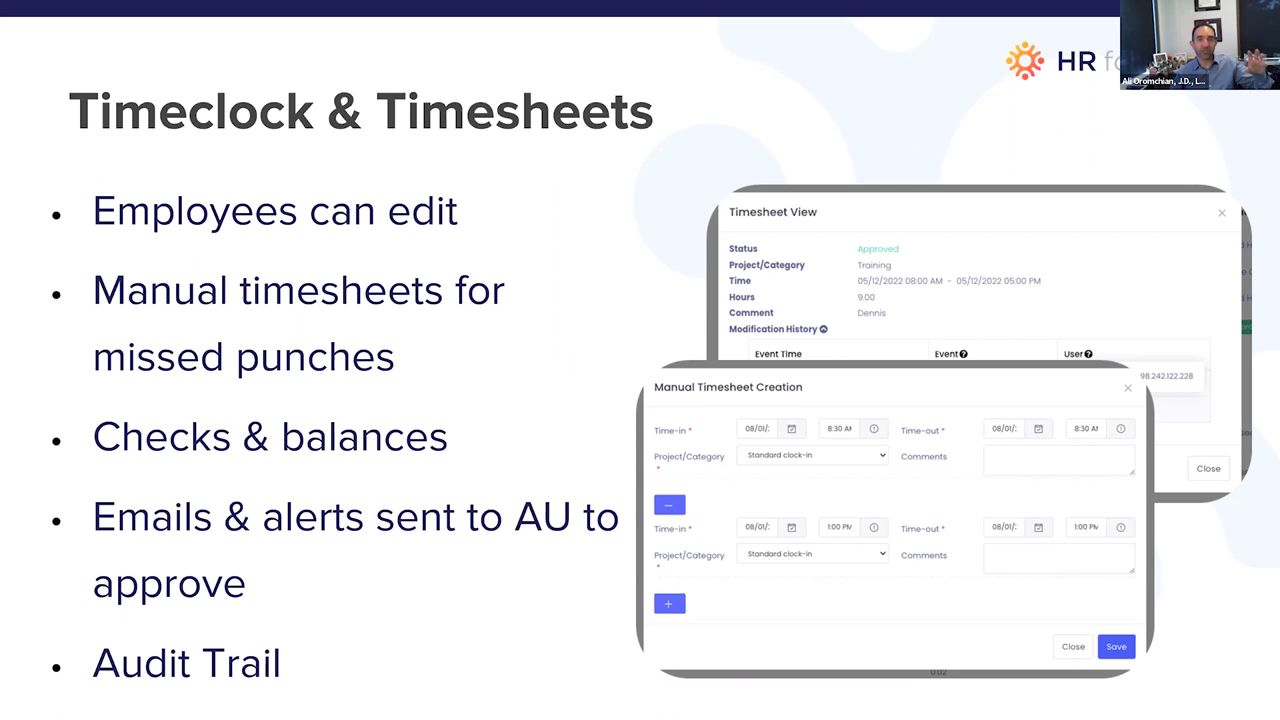 HR
Ali Oromchian, J.D., L...
Timeclock & Timesheets
• Employees can edit
• Manual timesheets for
missed punches
• Checks & balances
• Emails & alerts sent to AU to
approve
• Audit Trail
Timesheet View
Status Approved
Project/Category Training
Time 05/12/2022 08:00 AM - 05/12/2022 05:00 PM
Hours 9.00
Comment Dennis
Modification History
Event Time Event User
98.242.122.228
Close
Manual Timesheet Creation
Time-in * 08/01/ 8:30 Time-out * 08/01/ 8:30
Project/Category * Standard clock-in Comments
Time-in * 08/01/ 1:00 PM Time-out * 08/01/ 1:00 PM
Project/Category * Standard clock-in Comments
Close Save
0.02